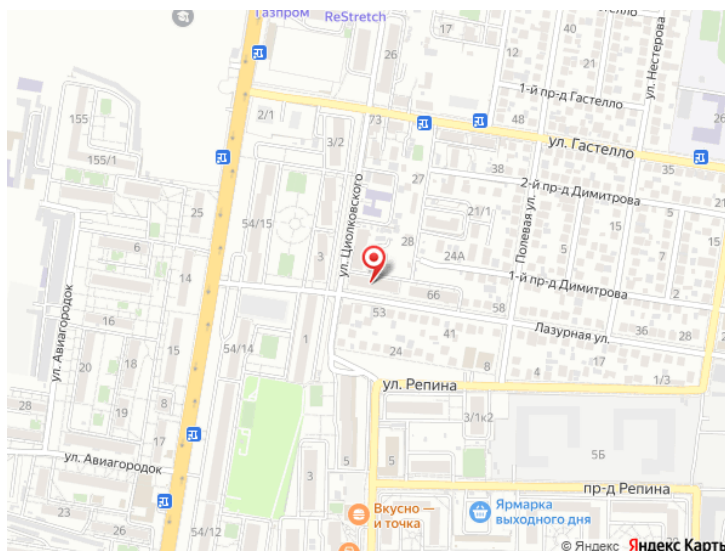 Газпром
ReStretch
ул. Нестерова
12
17
26
40
1-й пр-д Гастелло
155
2/1
73
48
26
3/2
ул. Гастелло
155/1
38
35
27
2-й пр-д Димитрова
21
25
54/15
ул. Циолковского
21/1
Полевая ул.
5
5
15
6
28
7
3
24А
14
1-й пр-д Димитрова
2
66
58
16
53
Лазурная ул.
36
28
ул. Авиагородок
41
1
54/14
20
15
24
4
17
8
1/3
ул. Репина
28
19
8
3/1к2
23
17
5
5
5Б
ул. Авиагородок
3
пр-д Репина
24
Вкусно —
и точка
Ярмарка
выходного дня
26
54/12
© Яндекс Яндекс Карты